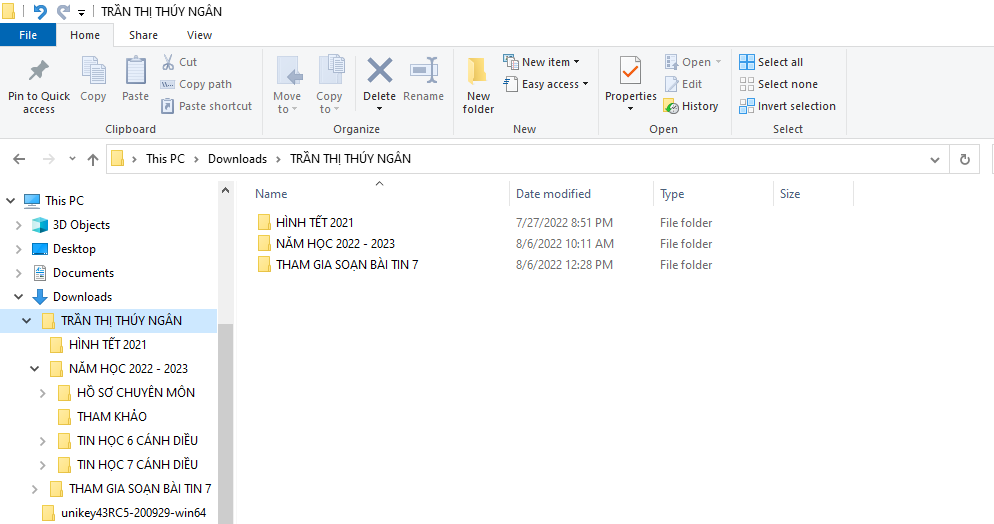 TRẦN THỊ THÚY NGÂN
File Home Share View
Pin to Quick access
Copy
Paste
Cut
Copy path
Paste shortcut
Clipboard
Move to
Copy to
Delete
Rename
Organize
New folder
New item
Easy access
New
Properties
Open
Edit
History
Open
Select all
Select none
Invert selection
Select
This PC > Downloads > TRẦN THỊ THÚY NGÂN
This PC
3D Objects
Desktop
Documents
Downloads
TRẦN THỊ THÚY NGÂN
HÌNH TẾT 2021
NĂM HỌC 2022 - 2023
HỒ SƠ CHUYÊN MÔN
THAM KHẢO
TIN HỌC 6 CÁNH DIỀU
TIN HỌC 7 CÁNH DIỀU
THAM GIA SOẠN BÀI TIN 7
unikey43RC5-200929-win64
Name Date modified Type Size
HÌNH TẾT 2021 7/27/2022 8:51 PM File folder
NĂM HỌC 2022 - 2023 8/6/2022 10:11 AM File folder
THAM GIA SOẠN BÀI TIN 7 8/6/2022 12:28 PM File folder